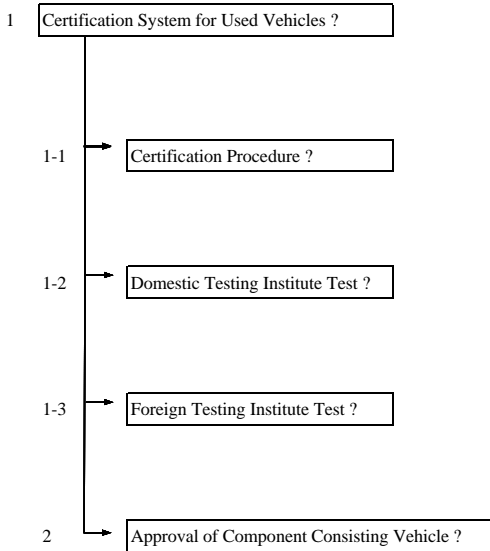 1 Certification System for Used Vehicles ?
1-1 Certification Procedure ?
1-2 Domestic Testing Institute Test ?
1-3 Foreign Testing Institute Test ?
2 Approval of Component Consisting Vehicle ?